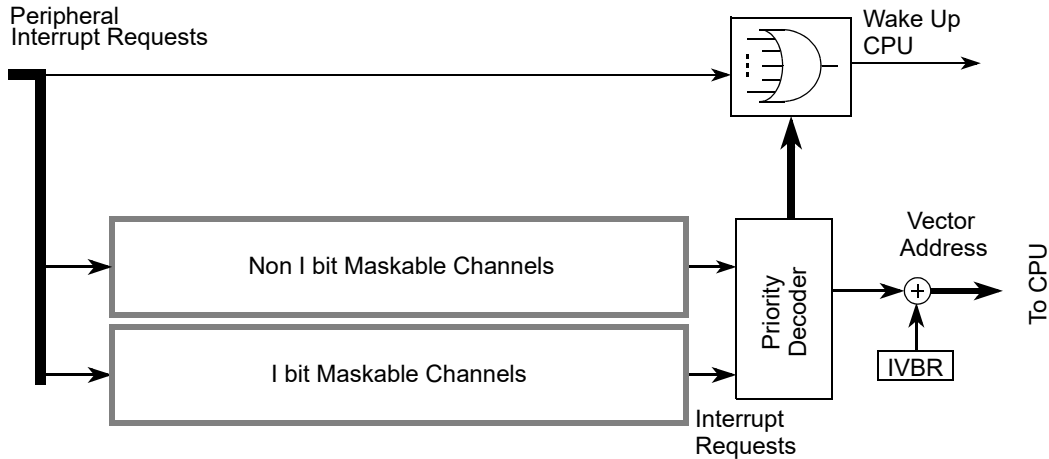 Peripheral
Interrupt Requests
Wake Up
CPU
Non I bit Maskable Channels
I bit Maskable Channels
Priority
Decoder
Interrupt
Requests
Vector
Address
+
IVBR
To CPU